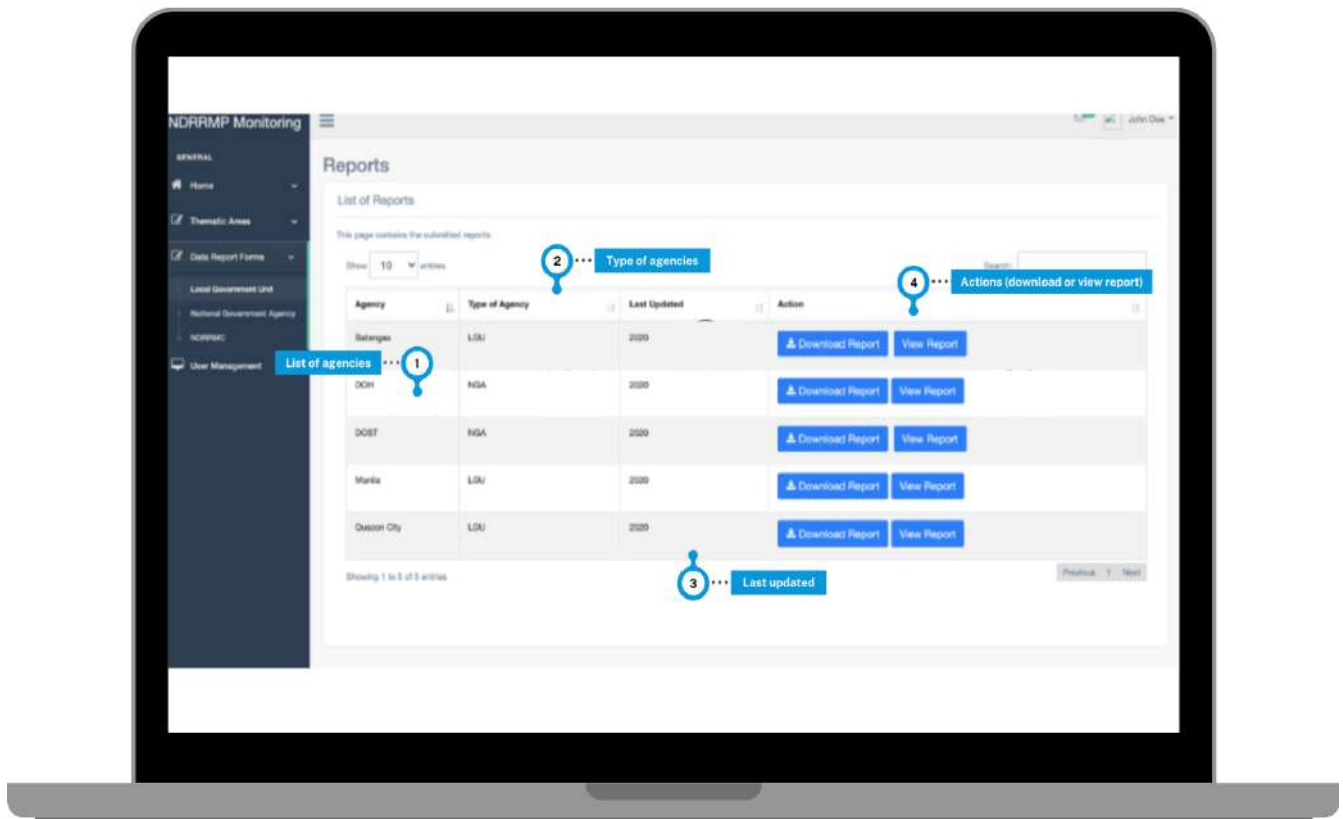 NDRRMP Monitoring
John Doe
GENERAL
Home
Thematic Areas
Data Report Forms
Local Government Unit
National Government Agency
NDRRMC
User Management
Reports
List of Reports
This page contains the submitted reports.
Show 10 entries
Search:
2 Type of agencies
4 Actions (download or view report)
Agency Type of Agency Last Updated Action
Batangas LGU 2020 Download Report View Report
List of agencies 1
DOH NGA 2020 Download Report View Report
DOST NGA 2020 Download Report View Report
Manila LGU 2020 Download Report View Report
Quezon City LGU 2020 Download Report View Report
3 Last updated
Showing 1 to 5 of 5 entries
Previous 1 Next